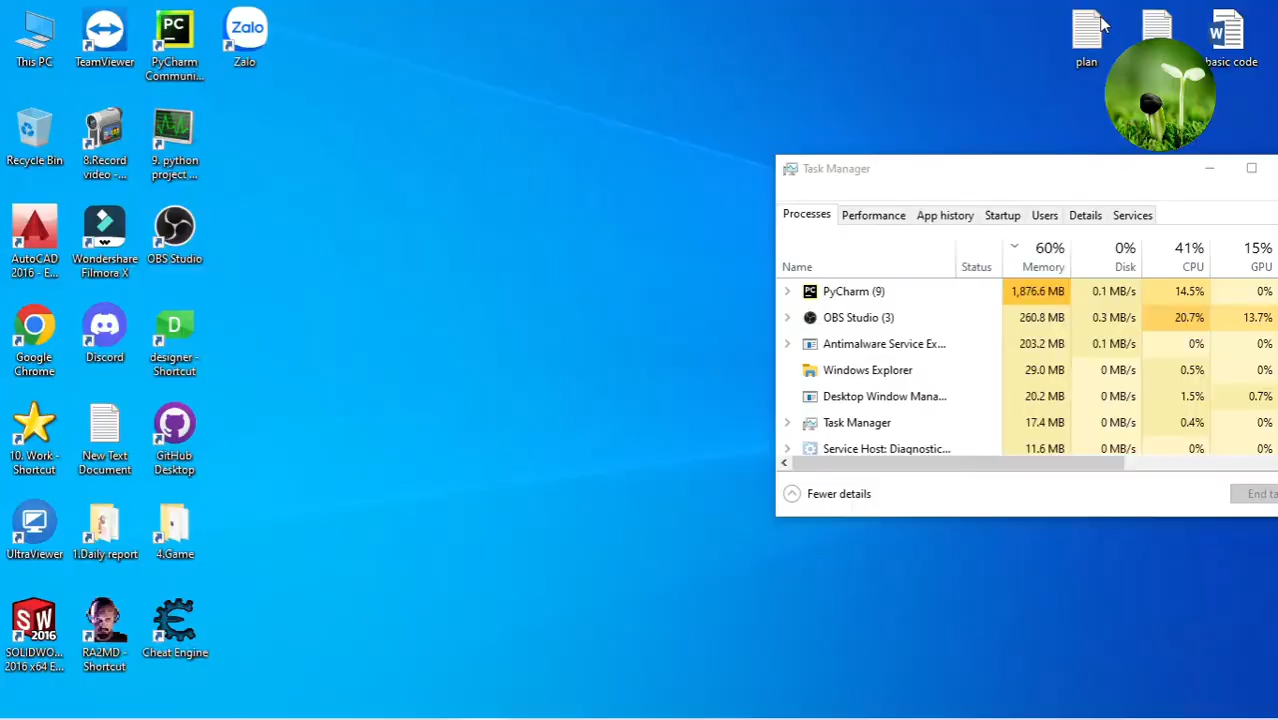 This PC
TeamViewer
PC
PyCharm
Communi...
Zalo
Zalo
plan
W
basic code
Recycle Bin
8.Record
video -...
9. python
project ...
AutoCAD
2016 - E...
Wondershare
Filmora X
OBS Studio
Google
Chrome
Discord
D
designer -
Shortcut
10. Work -
Shortcut
New Text
Document
GitHub
Desktop
UltraViewer
1.Daily report
4.Game
SW
2016
SOLIDWO...
2016 x64 E...
RA2MD -
Shortcut
Cheat Engine
Task Manager
Processes Performance App history Startup Users Details Services
60% 0% 41% 15%
Name Status Memory Disk CPU GPU
PyCharm (9) 1,876.6 MB 0.1 MB/s 14.5% 0%
OBS Studio (3) 260.8 MB 0.3 MB/s 20.7% 13.7%
Antimalware Service Ex... 203.2 MB 0.1 MB/s 0% 0%
Windows Explorer 29.0 MB 0 MB/s 0.5% 0%
Desktop Window Mana... 20.2 MB 0 MB/s 1.5% 0.7%
Task Manager 17.4 MB 0 MB/s 0.4% 0%
Service Host: Diagnostic... 11.6 MB 0 MB/s 0% 0%
Fewer details
End ta